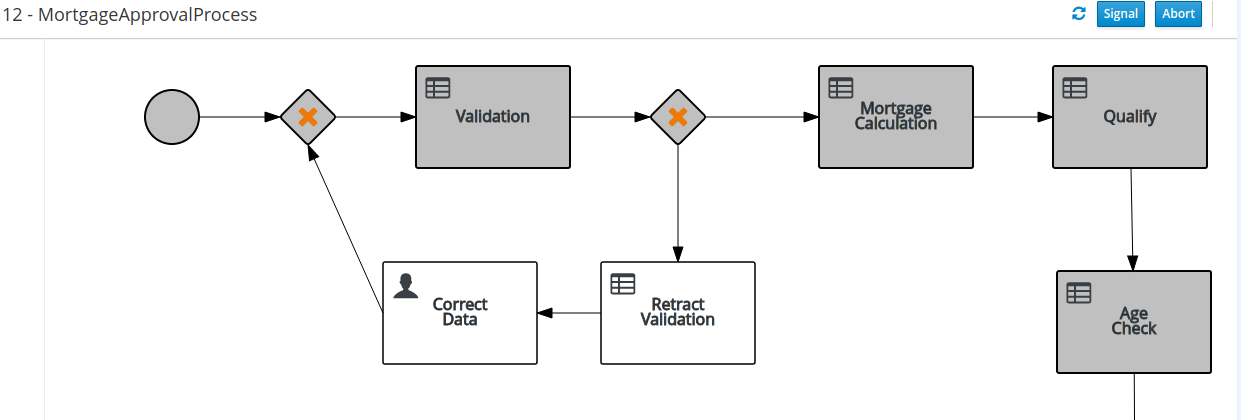 12 - MortgageApprovalProcess
Signal
Abort
Validation
Mortgage
Calculation
Qualify
Correct
Data
Retract
Validation
Age
Check